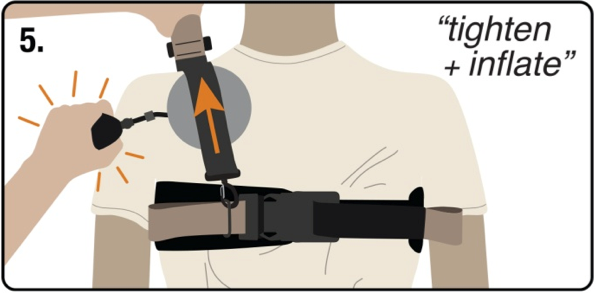 5.
“tighten
+ inflate”